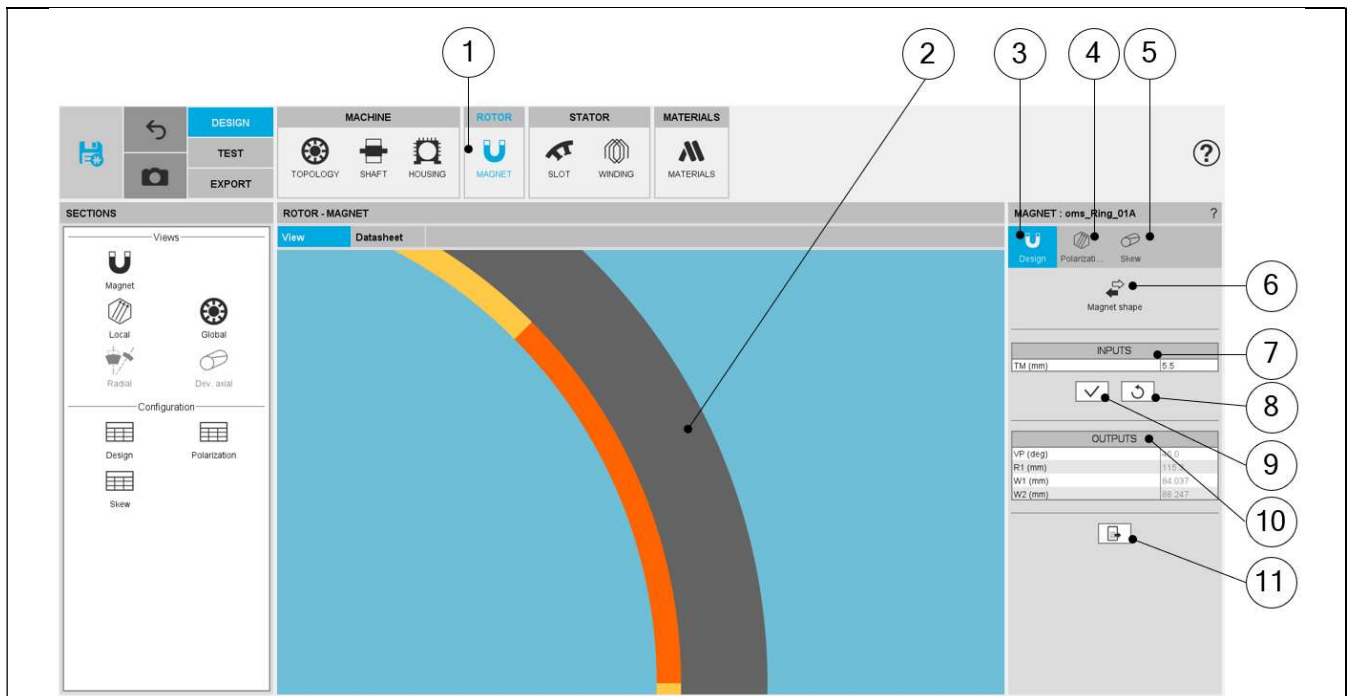 1
2
3
4
5
DESIGN
TEST
EXPORT
MACHINE
ROTOR
STATOR
MATERIALS
TOPOLOGY
SHAFT
HOUSING
MAGNET
SLOT
WINDING
MATERIALS
?
SECTIONS
Views
Magnet
Local
Global
Radial
Dev. axial
Configuration
Design
Polarization
Skew
ROTOR - MAGNET
View
Datasheet
MAGNET : oms_Ring_01A
?
Design
Polarizati...
Skew
Magnet shape
6
INPUTS
7
TM (mm)
5.5
8
9
OUTPUTS
VP (deg)
R1 (mm)
W1 (mm)
84.037
W2 (mm)
88.247
10
11